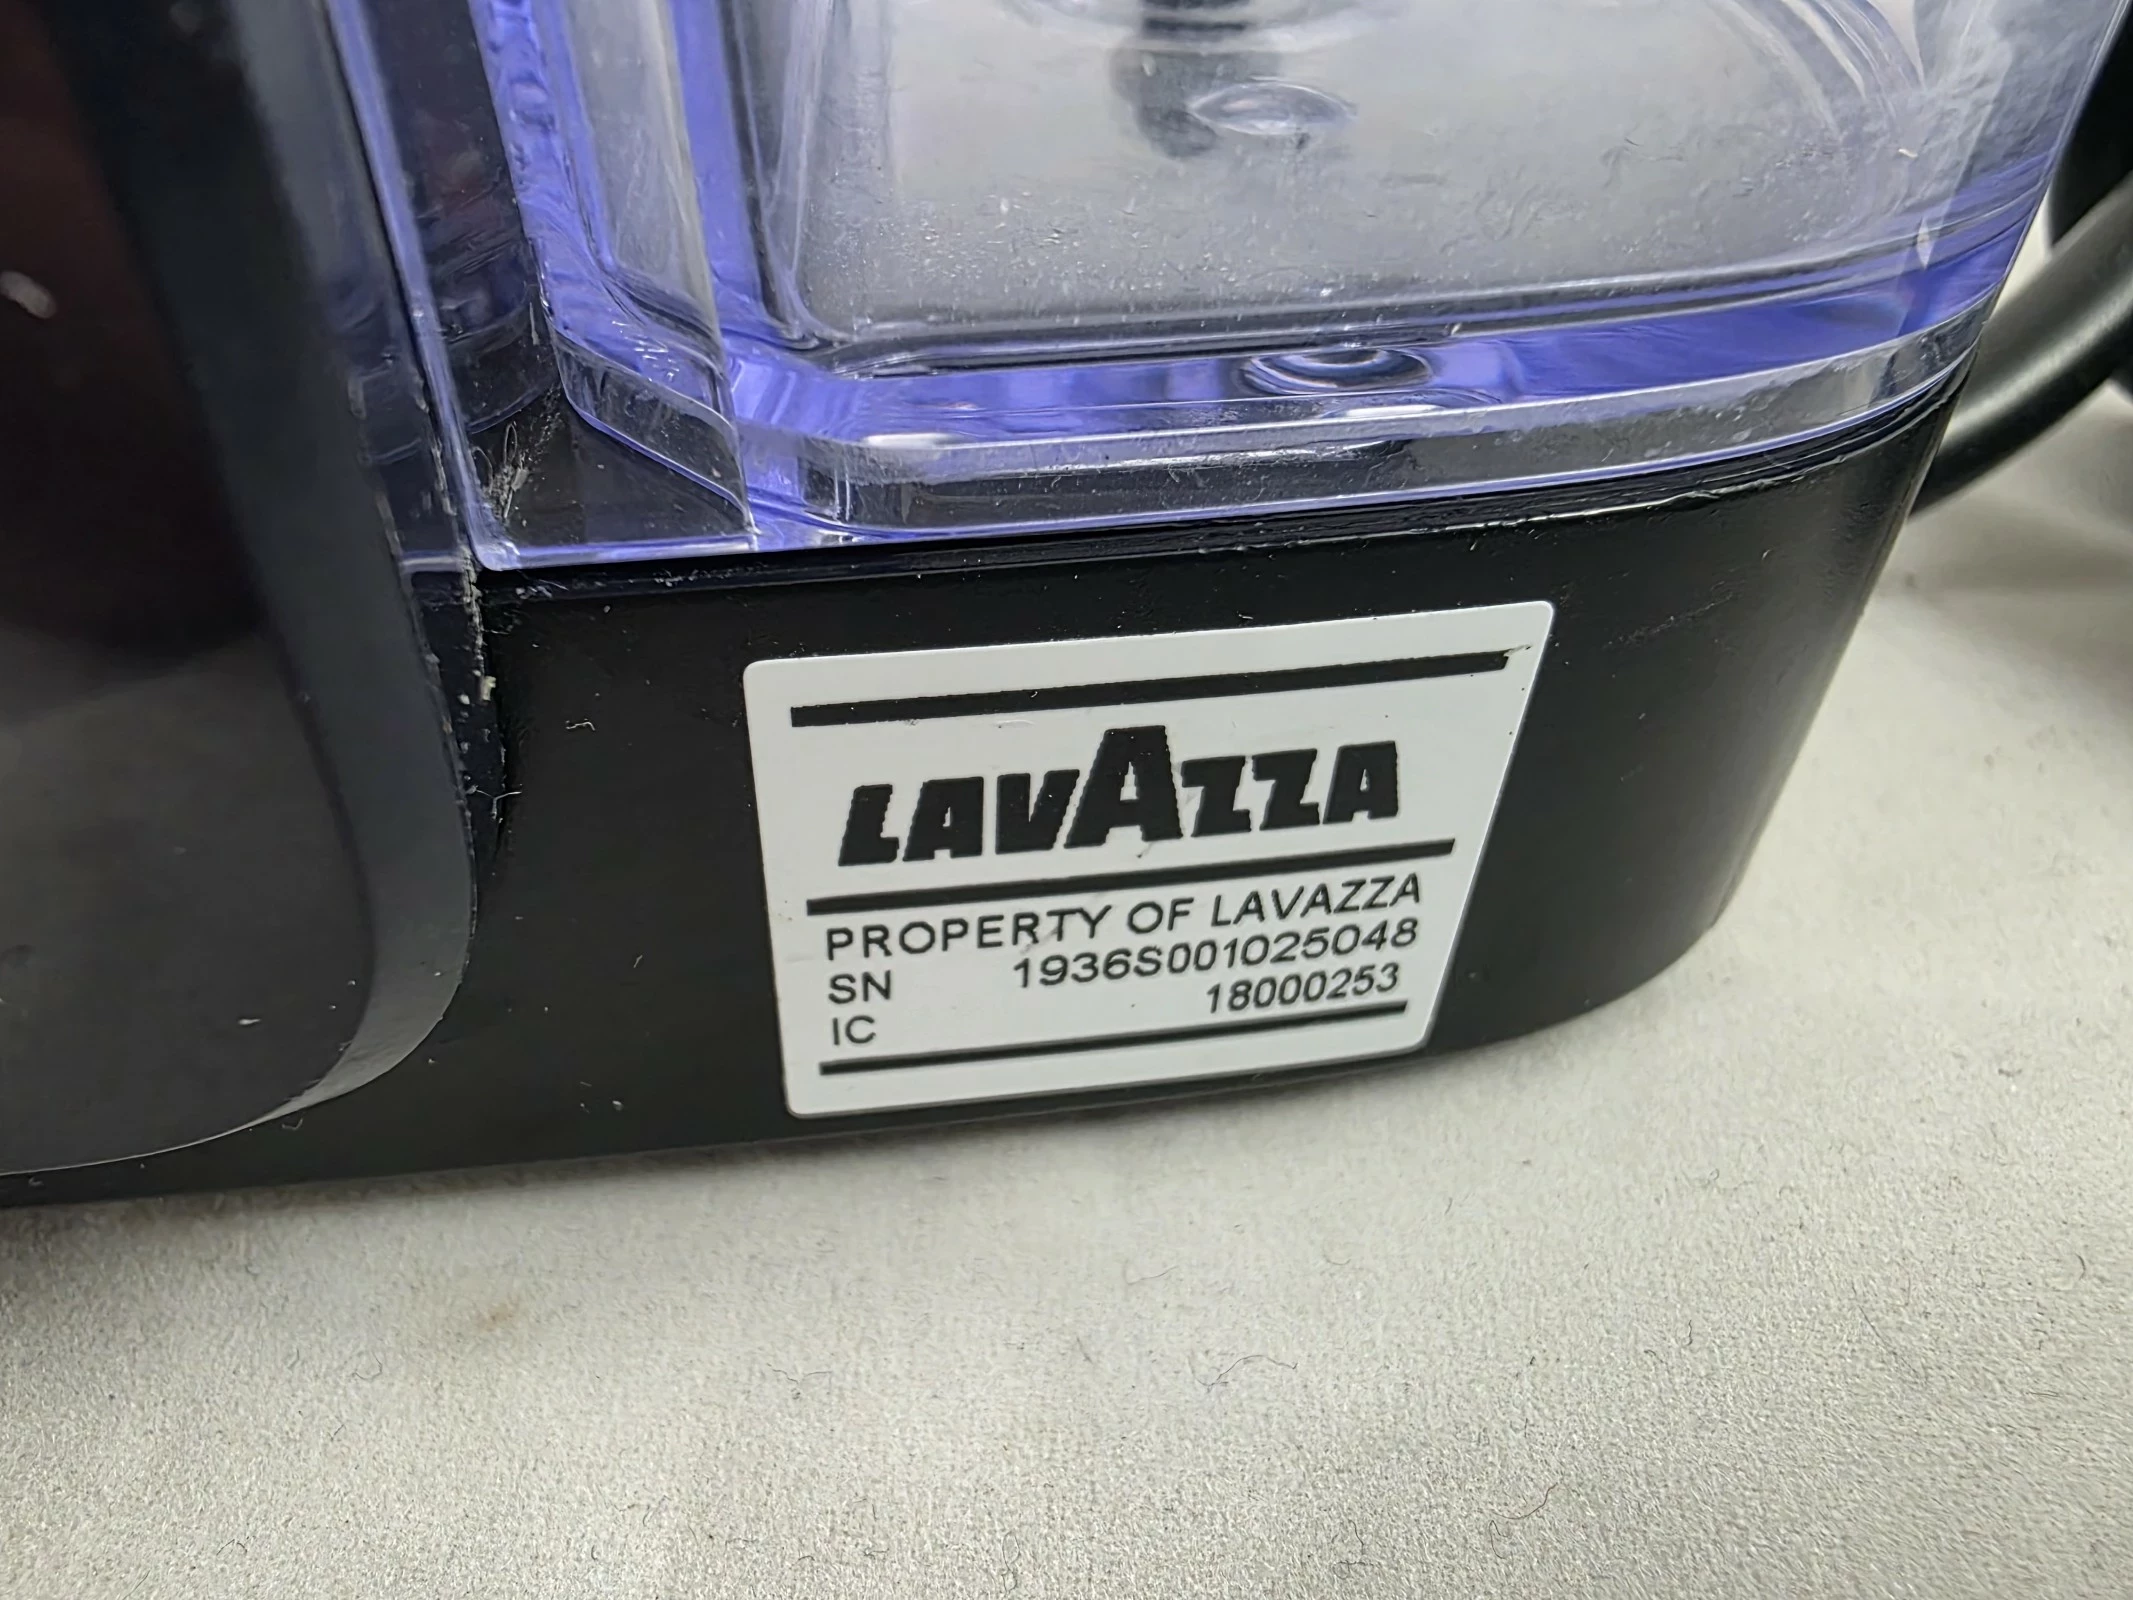 LAVAZZA
PROPERTY OF LAVAZZA
SN 1936S001025048
IC 18000253